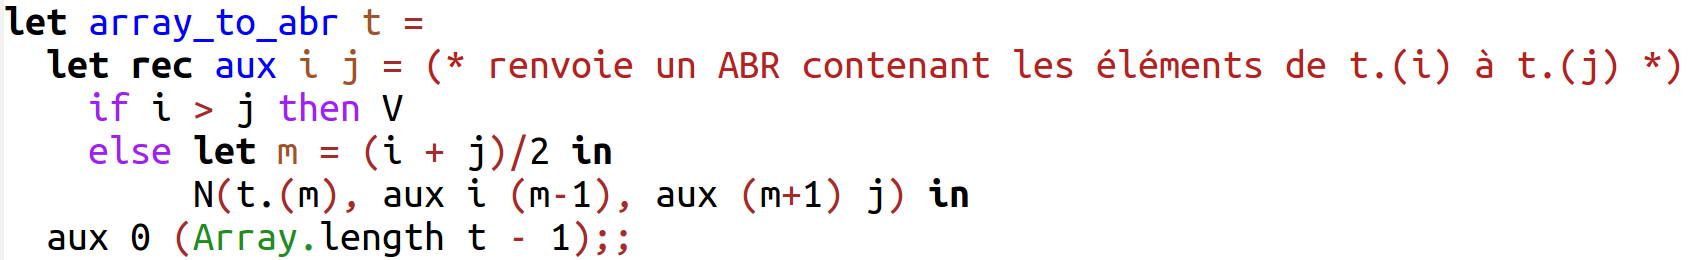 let array_to_abr t =
  let rec aux i j = (* renvoie un ABR contenant les éléments de t.(i) à t.(j) *)
    if i > j then V
    else let m = (i + j)/2 in
         N(t.(m), aux i (m-1), aux (m+1) j) in
  aux 0 (Array.length t - 1);;